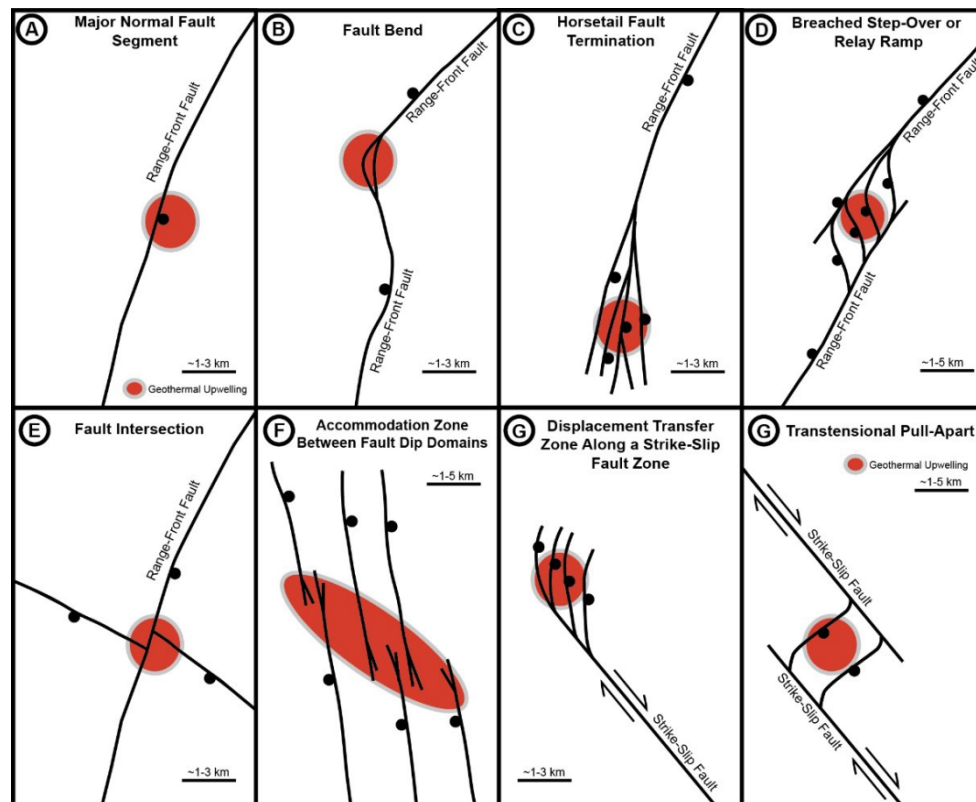 A
Major Normal Fault
Segment
Range-Front Fault
~1-3 km
Geothermal Upwelling
B
Fault Bend
Range-Front Fault
Range-Front Fault
~1-3 km
C
Horsetail Fault
Termination
Range-Front Fault
~1-3 km
D
Breached Step-Over or
Relay Ramp
Range-Front Fault
Range-Front Fault
~1-5 km
E
Fault Intersection
Range-Front Fault
~1-3 km
F
Accommodation Zone
Between Fault Dip Domains
~1-5 km
G
Displacement Transfer
Zone Along a Strike-Slip
Fault Zone
Strike-Slip Fault
~1-3 km
G
Transtensional Pull-Apart
Geothermal Upwelling
~1-5 km
Strike-Slip Fault
Strike-Slip Fault